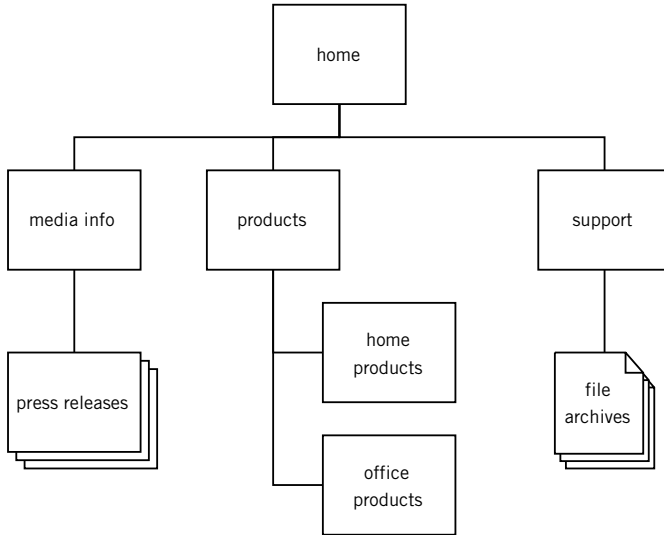 home
media info
products
support
home
products
press releases
file
archives
office
products